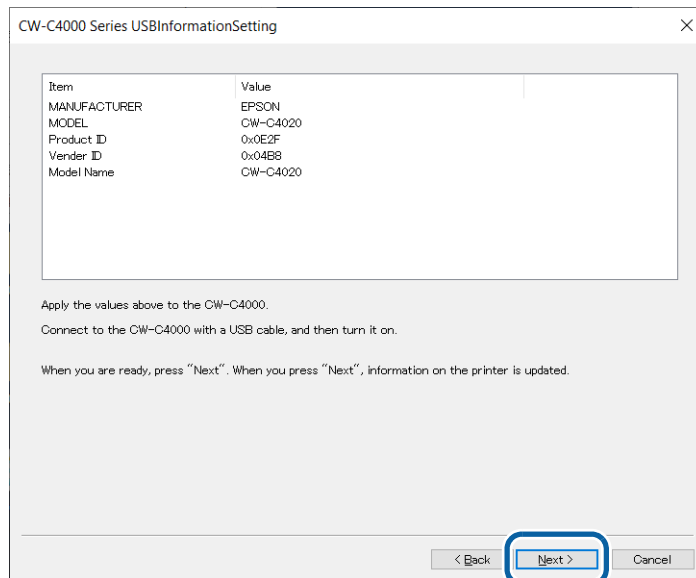 CW-C4000 Series USBInformationSetting
Item Value
MANUFACTURER EPSON
MODEL CW-C4020
Product ID 0x0E2F
Vender ID 0x04B8
Model Name CW-C4020
Apply the values above to the CW-C4000.
Connect to the CW-C4000 with a USB cable, and then turn it on.
When you are ready, press "Next". When you press "Next", information on the printer is updated.
< Back Next > Cancel